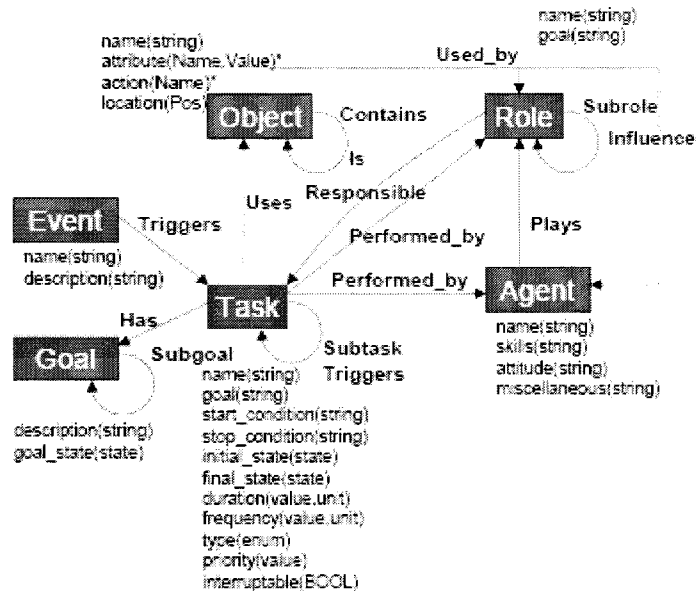 name(string)
goal(string)
name(string)
attribute(Name,Value)*
action(Name)*
location(Pos)
Used_by
Object
Contains
Is
Role
Subrole
Influence
Event
name(string)
description(string)
Triggers
Uses
Responsible
Performed_by
Performed_by
Plays
Task
Agent
name(string)
skills(string)
attitude(string)
miscellaneous(string)
Has
Goal
Subgoal
description(string)
goal_state(state)
Subtask
Triggers
name(string)
goal(string)
start_condition(string)
stop_condition(string)
initial_state(state)
final_state(state)
duration(value,unit)
frequency(value,unit)
type(enum)
priority(value)
interruptable(BOOL)